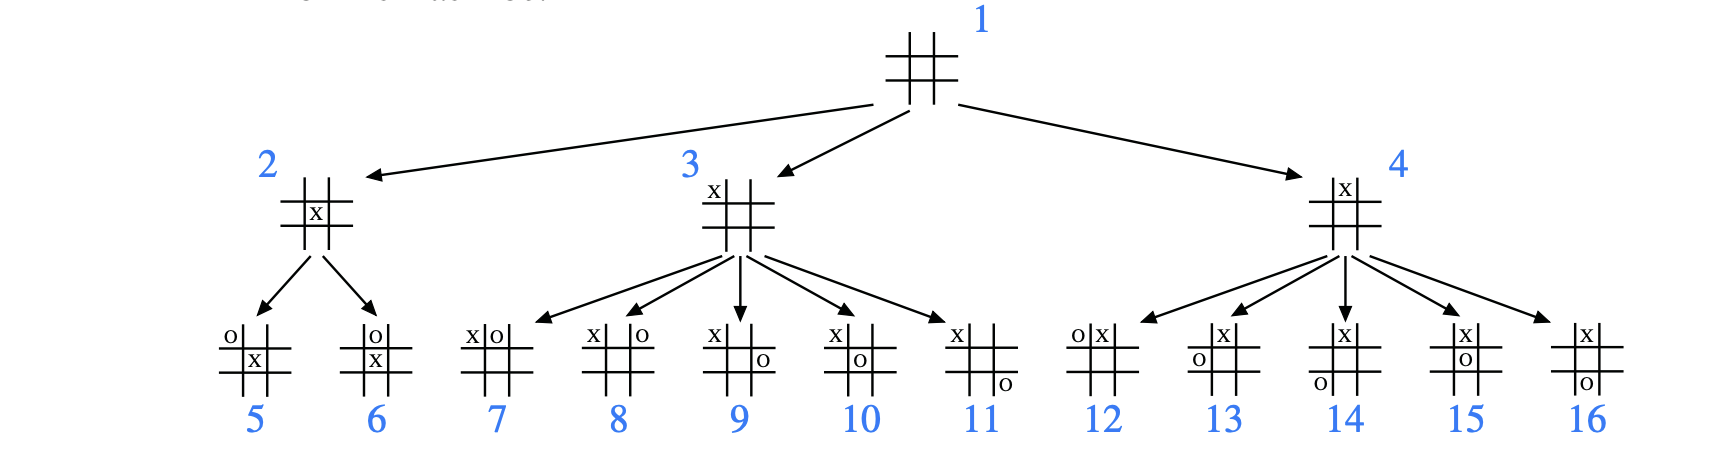 1
2 3 4
x
x
x
o o x o x o x x x o x x x x
x x o o o o
o o o
5 6 7 8 9 10 11 12 13 14 15 16